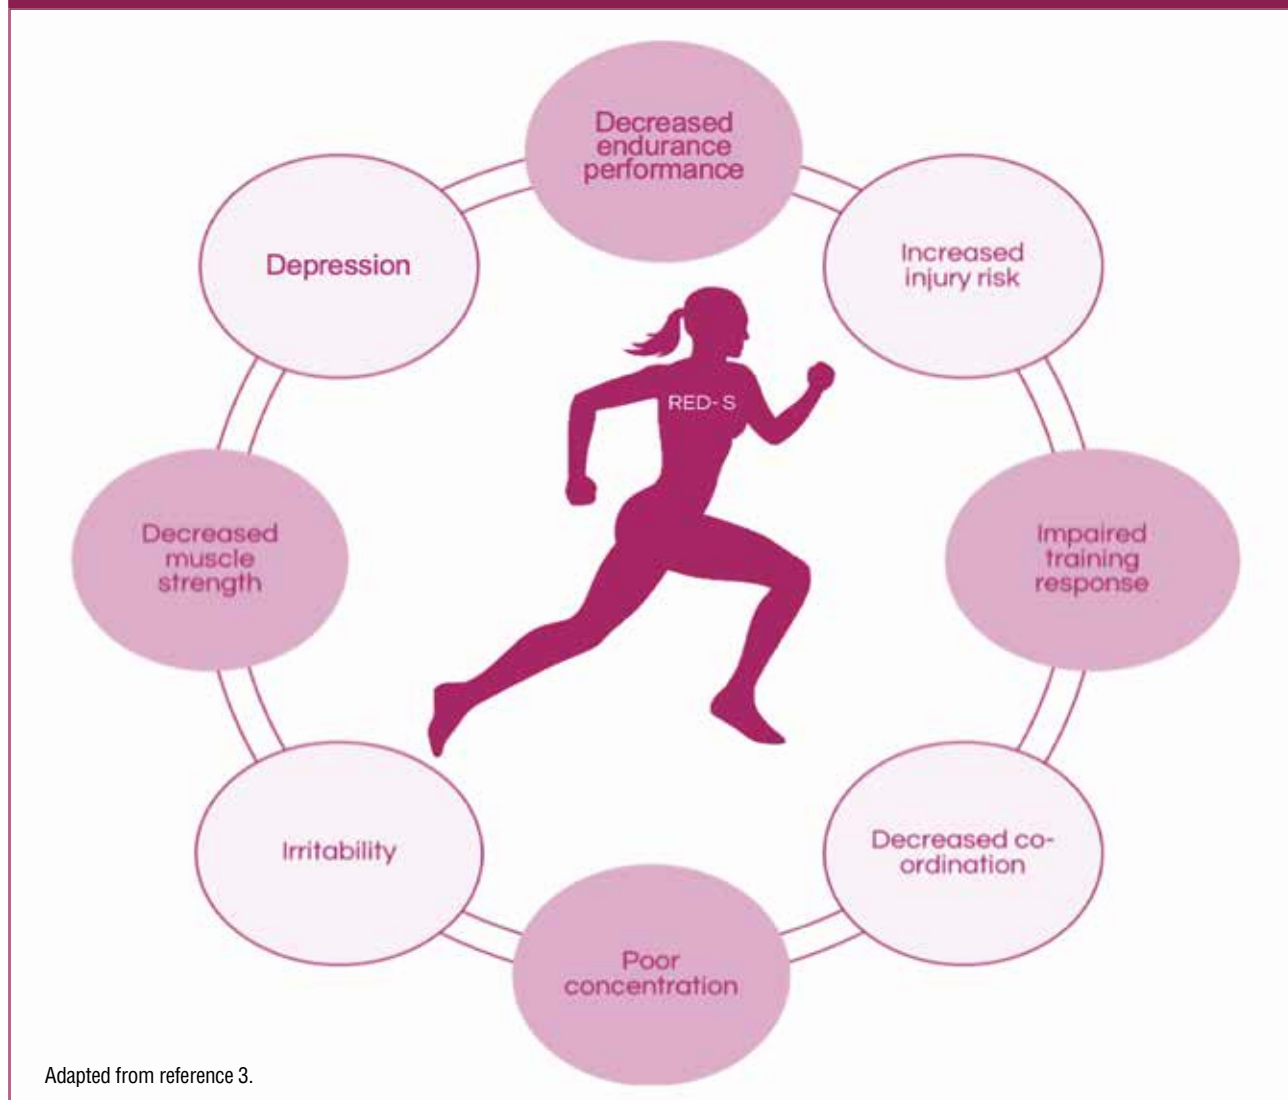 Decreased
endurance
performance
Increased
injury risk
Impaired
training
response
Decreased co-
ordination
Poor
concentration
Irritability
Decreased
muscle
strength
Depression
RED-S
Adapted from reference 3.